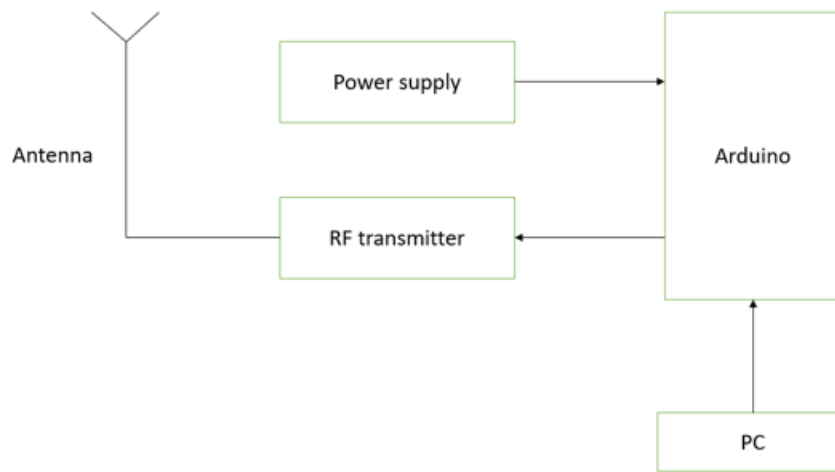 Power supply
Antenna
Arduino
RF transmitter
PC